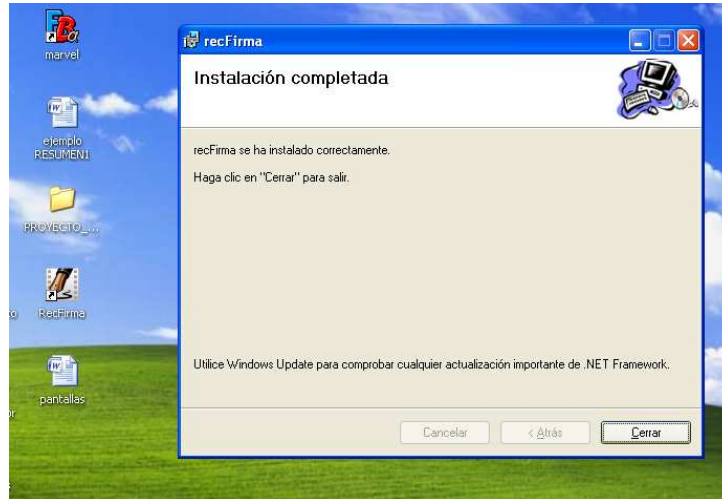 marvel
ejemplo
RESUMEN1
PROYECTO_...
RecFirma
pantallas
recFirma
Instalación completada
recFirma se ha instalado correctamente.
Haga clic en "Cerrar" para salir.
Utilice Windows Update para comprobar cualquier actualización importante de .NET Framework.
Cancelar
< Atrás
Cerrar